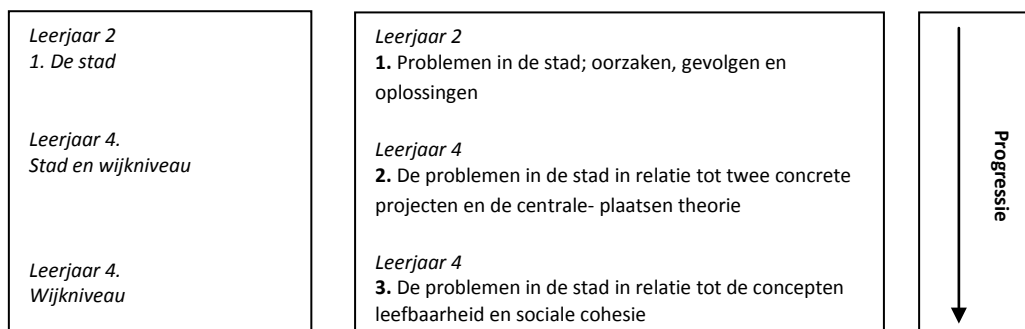 Leerjaar 2
1. De stad
Leerjaar 4.
Stad en wijkniveau
Leerjaar 4.
Wijkniveau
Leerjaar 2
1. Problemen in de stad; oorzaken, gevolgen en
oplossingen
Leerjaar 4
2. De problemen in de stad in relatie tot twee concrete
projecten en de centrale- plaatsen theorie
Leerjaar 4
3. De problemen in de stad in relatie tot de concepten
leefbaarheid en sociale cohesie
Progressie